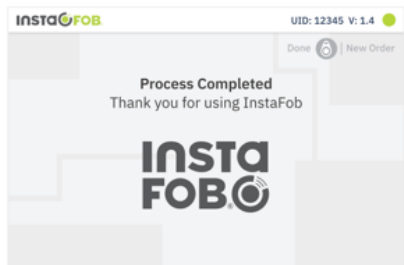 INSTAFOB. UID: 12345 V: 1.4
Done | New Order
Process Completed
Thank you for using InstaFob
INSTA
FOB.